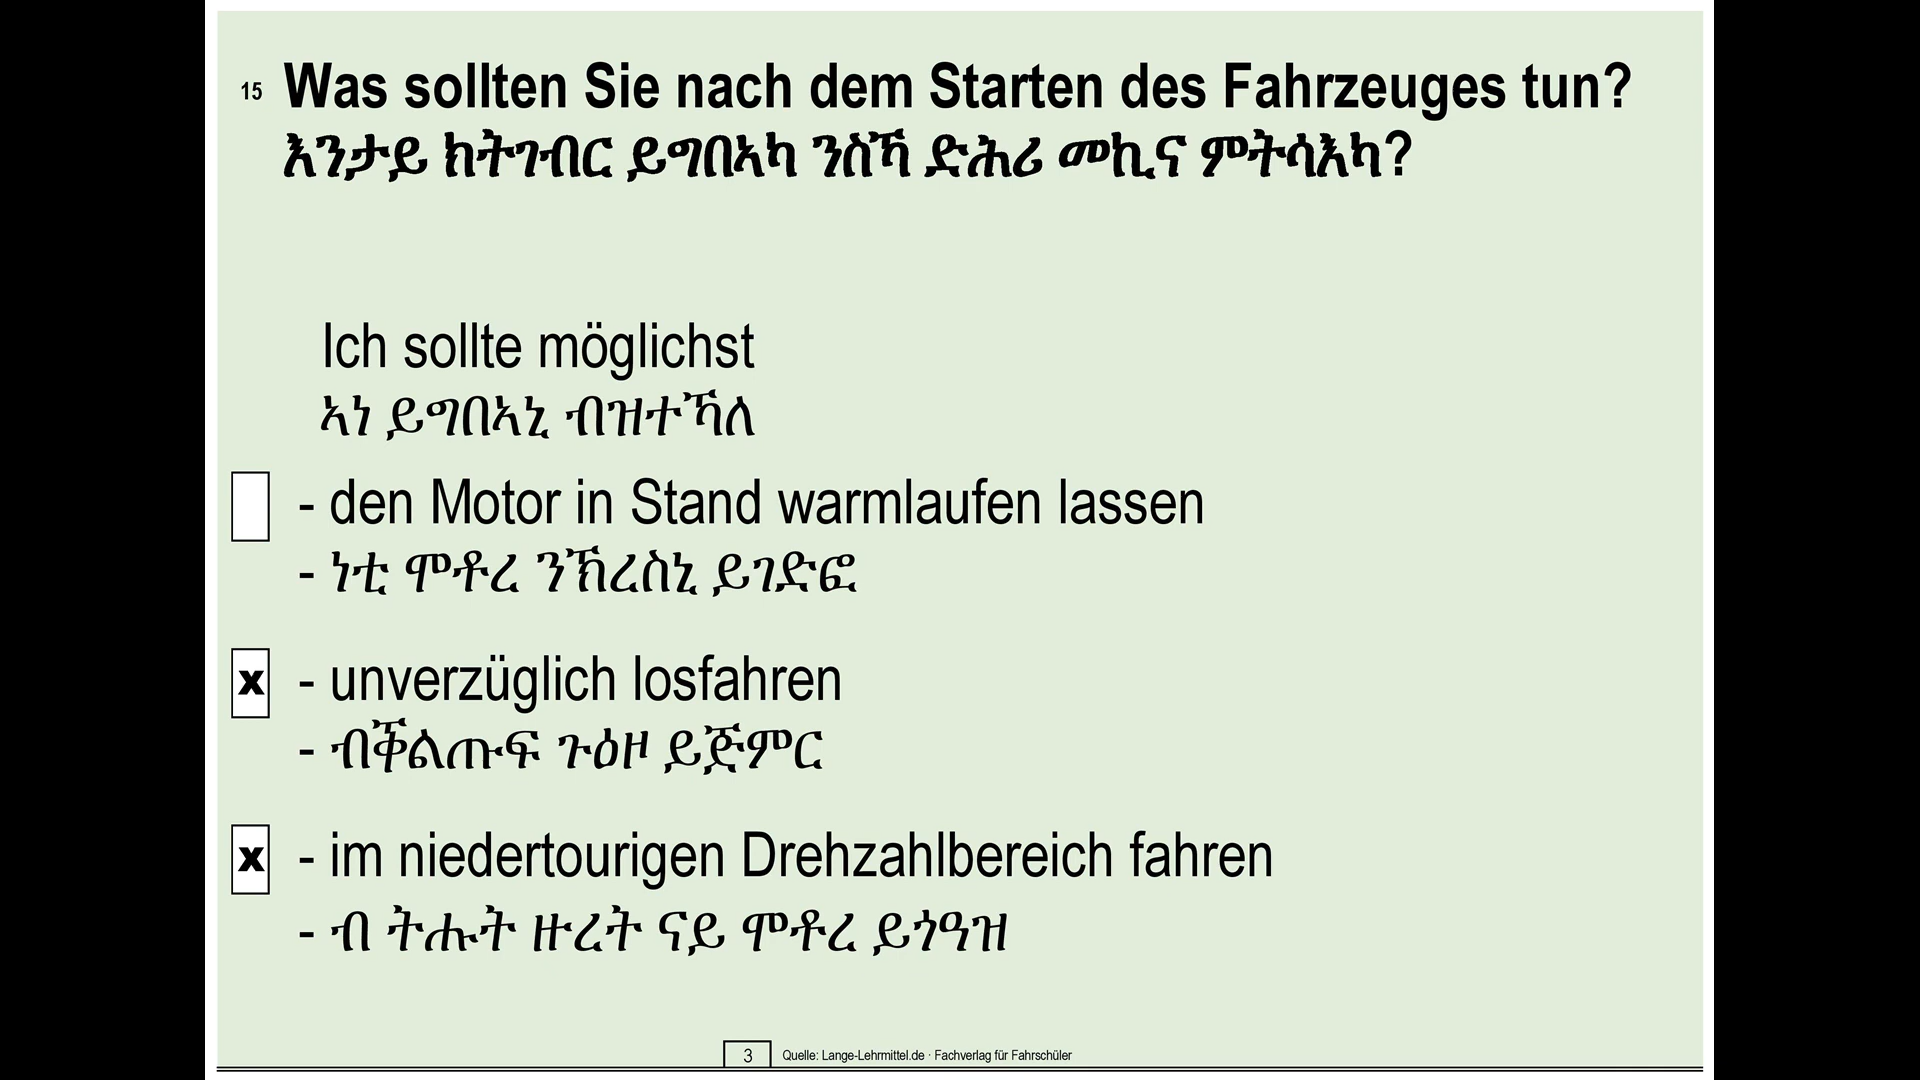 15 Was sollten Sie nach dem Starten des Fahrzeuges tun?
እንታይ ክትገብር ይግበኣካ ንስኻ ድሕሪ መኪና ምትሳእካ?
Ich sollte möglichst
ኣነ ይግበኣኒ ብዝተኻለ
- den Motor in Stand warmlaufen lassen
- ነቲ ሞቶረ ንኽረስኒ ይገድፎ
x - unverzüglich losfahren
- ብቐልጡፍ ጉዕዞ ይጅምር
x - im niedertourigen Drehzahlbereich fahren
- ብ ትሑት ዙረት ናይ ሞቶረ ይጎዓዝ
3 Quelle: Lange-Lehrmittel.de · Fachverlag für Fahrschüler